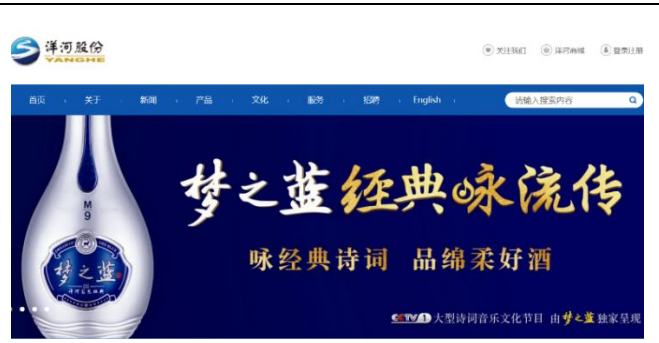 洋河股份
YANGHE
关注我们 洋河商城 登录注册
首页 关于 新闻 产品 文化 服务 招聘 English 请输入搜索内容
梦之蓝经典咏流传
咏经典诗词 品绵柔好酒
M
9
梦之蓝
CCTV 1 大型诗词音乐文化节目 由梦之蓝独家呈现